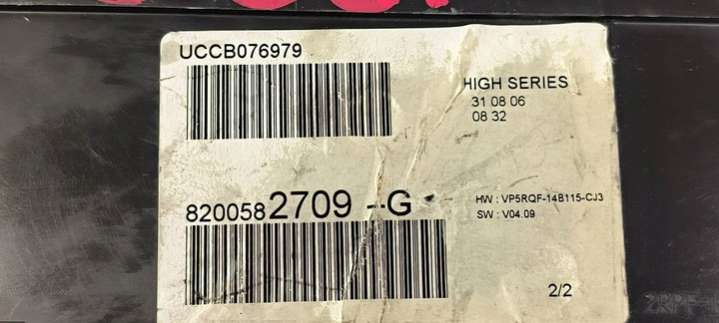 UCCB076979
HIGH SERIES
31 08 06
08 32
8200582709 --G
HW : VP5RQF-14B115-CJ3
SW : V04.09
2/2